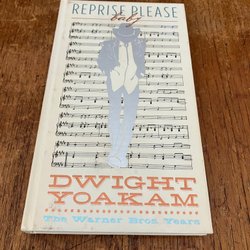 REPRISE PLEASE
baby
DWIGHT
YOAKAM
The Warner Bros. Years